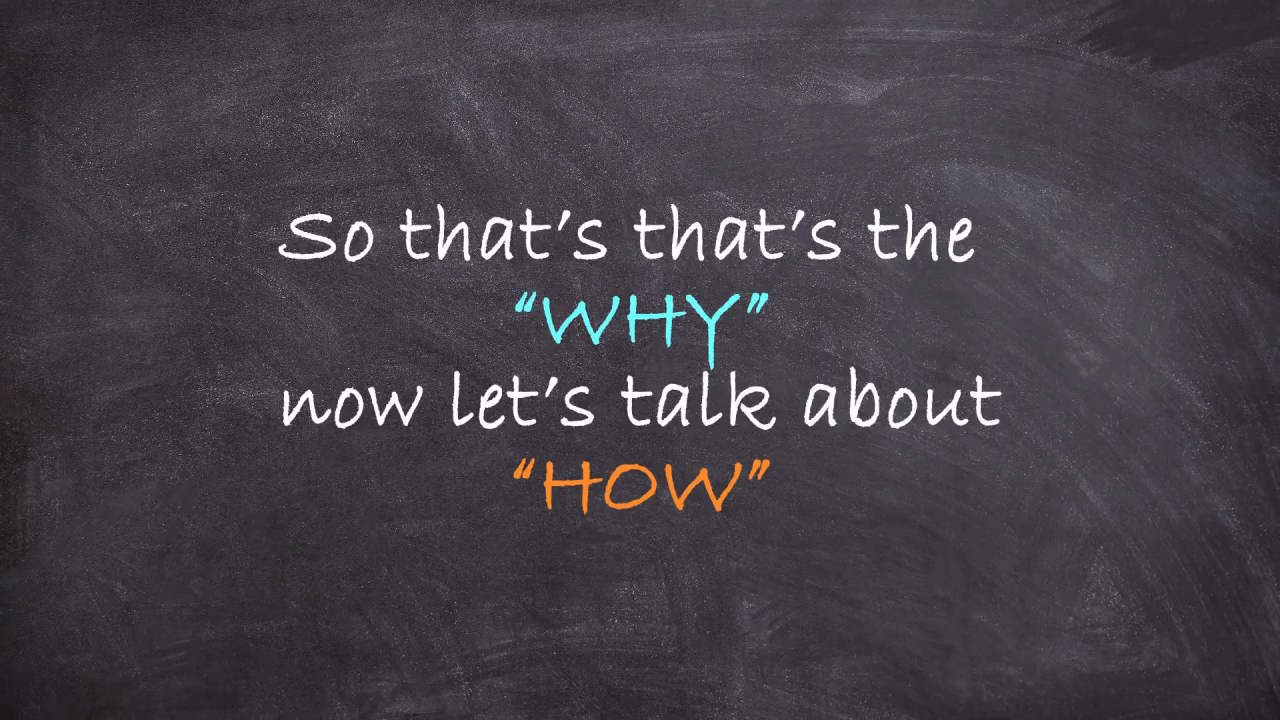 So that's that's the
“WHY”
now let's talk about
“HOW”